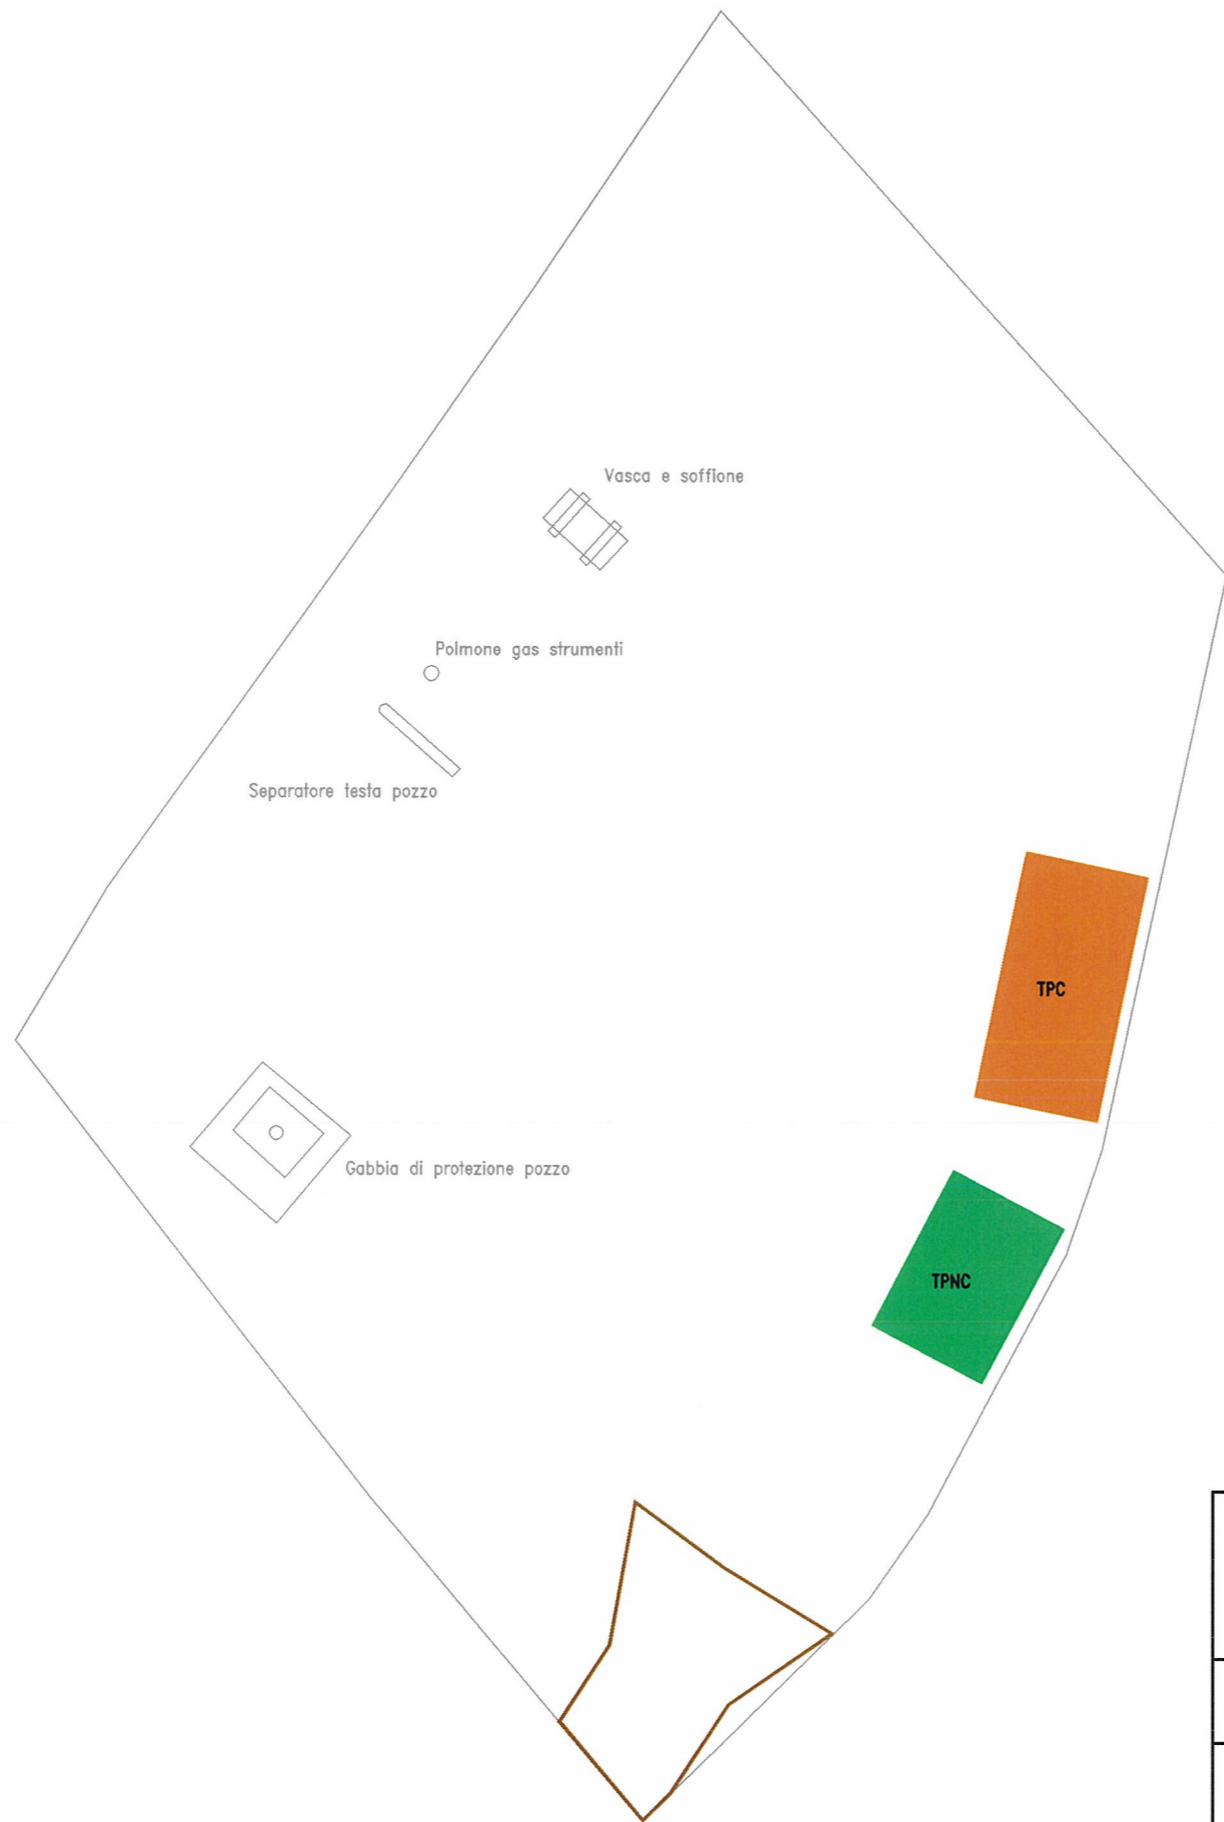 Vasca e soffione
Polmone gas strumenti
Separatore testa pozzo
TPC
Gabbia di protezione pozzo
TPNC